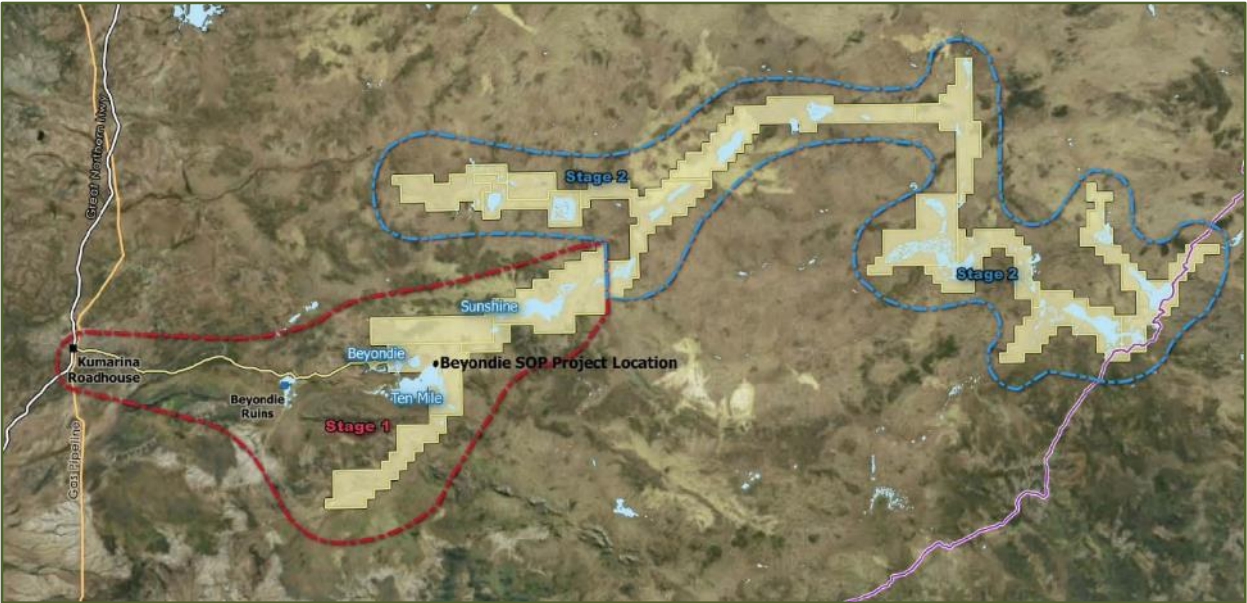 Great Northern Hwy
Stage 2
Stage 2
Sunshine
Beyondie
Beyondie SOP Project Location
Kumarina
Roadhouse
Ten Mile
Beyondie
Ruins
Stage 1
Gas Pipeline